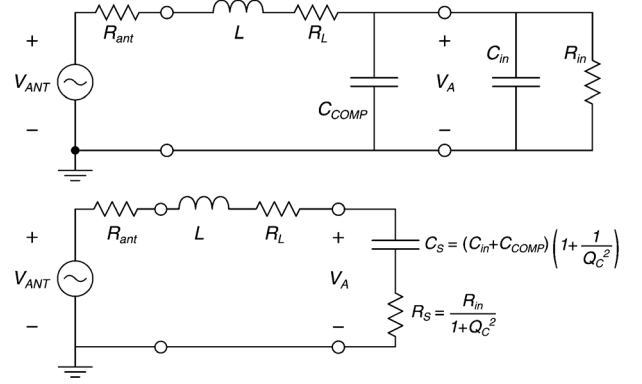 R_ant L R_L
+ + C_in R_in
V_ANT C_COMP V_A
− −
R_ant L R_L
+ + C_S = (C_in+C_COMP)(1+ 1/Q_C^2)
V_ANT V_A
− − R_S = R_in/1+Q_C^2